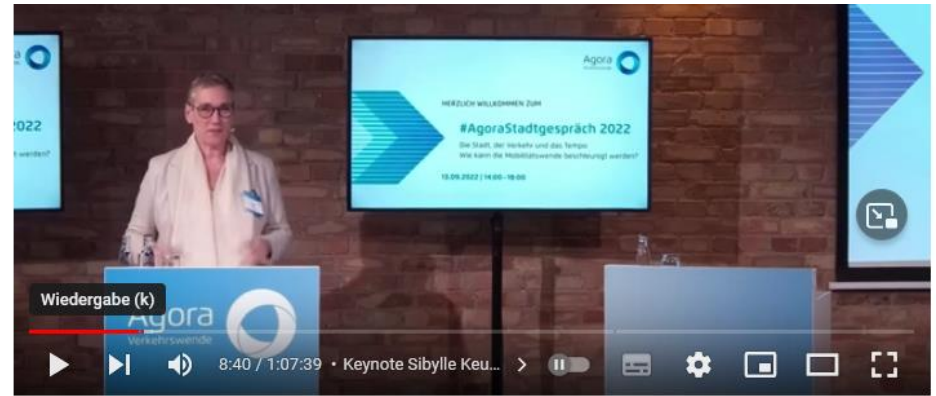 Agora
HERZLICH WILLKOMMEN ZUM
#AgoraStadtgespräch 2022
Die Stadt, der Verkehr und das Tempo
Wie kann die Mobilitätswende beschleunigt werden?
13.09.2022 | 14:00-18:00
a
2022
t werden?
Wiedergabe (k)
Agora
Verkehrswende
8:40 / 1:07:39 • Keynote Sibylle Keu...